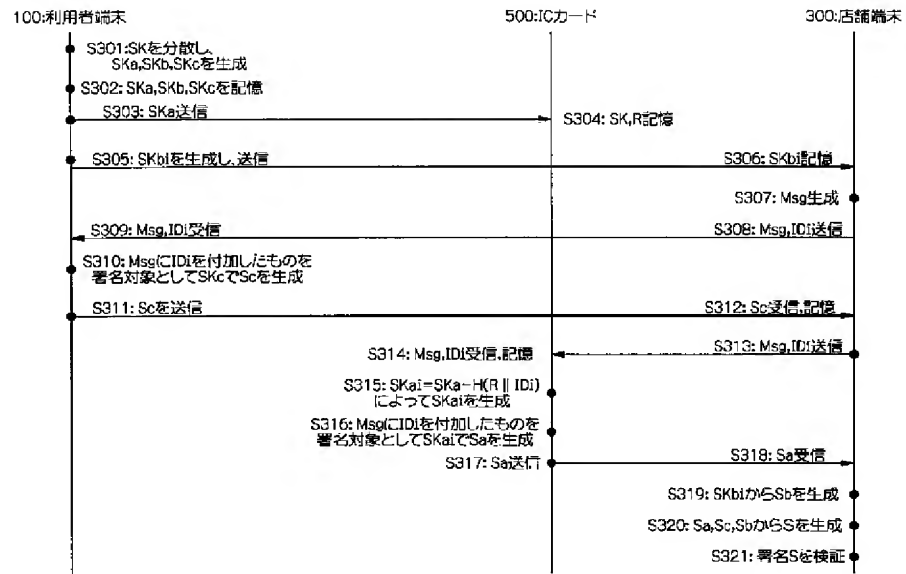 100:利用者端末
500:ICカード
300:店舗端末
S301:SKを分散し、
SKa,SKb,SKcを生成
S302: SKa,SKb,SKcを記憶
S303: SKa送信
S304: SK,R記憶
S305: SKbiを生成し、送信
S306: SKbi記憶
S307: Msg生成
S309: Msg,IDi受信
S308: Msg,IDi送信
S310: MsgにIDiを付加したものを
署名対象としてSKcでScを生成
S311: Scを送信
S312: Sc受信,記憶
S314: Msg,IDi受信,記憶
S313: Msg,IDi送信
S315: SKai=SKa-H(R || IDi)
によってSKaiを生成
S316: MsgにIDiを付加したものを
署名対象としてSKaiでSaを生成
S317: Sa送信
S318: Sa受信
S319: SKbiからSbを生成
S320: Sa,Sc,SbからSを生成
S321: 署名Sを検証